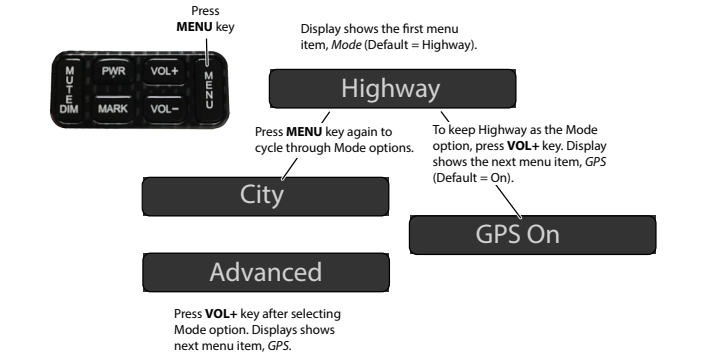 Press
MENU key
Display shows the first menu
item, Mode (Default = Highway).
MUTE
DIM
PWR
VOL+
MENU
MARK
VOL–
Highway
Press MENU key again to
cycle through Mode options.
To keep Highway as the Mode
option, press VOL+ key. Display
shows the next menu item, GPS
(Default = On).
City
GPS On
Advanced
Press VOL+ key after selecting
Mode option. Displays shows
next menu item, GPS.